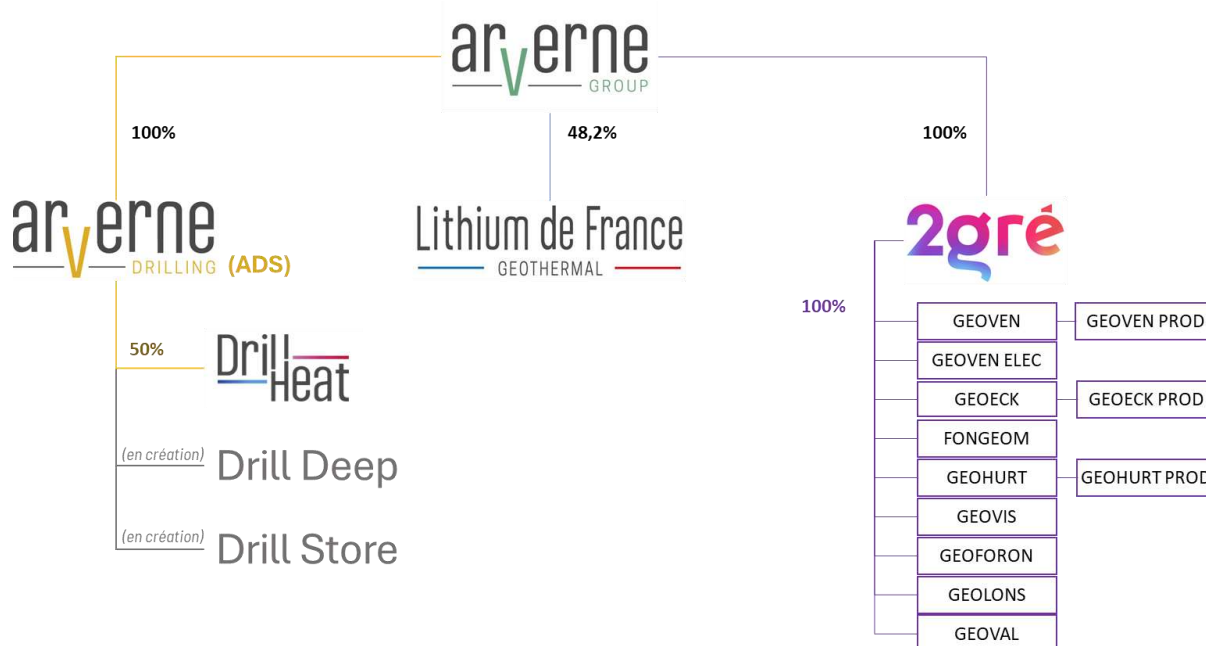 arverne
GROUP
100%
48,2%
100%
arverne
DRILLING (ADS)
Lithium de France
GEOTHERMAL
2gré
100%
50%
Drill
Heat
(en création)
Drill Deep
(en création)
Drill Store
GEOVEN
GEOVEN PROD
GEOVEN ELEC
GEOECK
GEOECK PROD
FONGEOM
GEOHURT
GEOHURT PROD
GEOVIS
GEOFORON
GEOLONS
GEOVAL